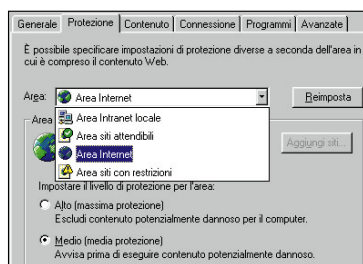 Generale Protezione Contenuto Connessione Programmi Avanzate
È possibile specificare impostazioni di protezione diverse a seconda dell'area in
cui è compreso il contenuto Web.
Area: Area Internet Reimposta
Area Intranet locale
Area
Area siti attendibili
Aggiungi siti...
Area Internet
Area siti con restrizioni
Impostare il livello di protezione per l'area:
Alto (massima protezione)
Escludi contenuto potenzialmente dannoso per il computer.
Medio (media protezione)
Avvisa prima di eseguire contenuto potenzialmente dannoso.